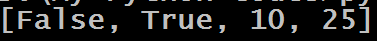 [False, True, 10, 25]